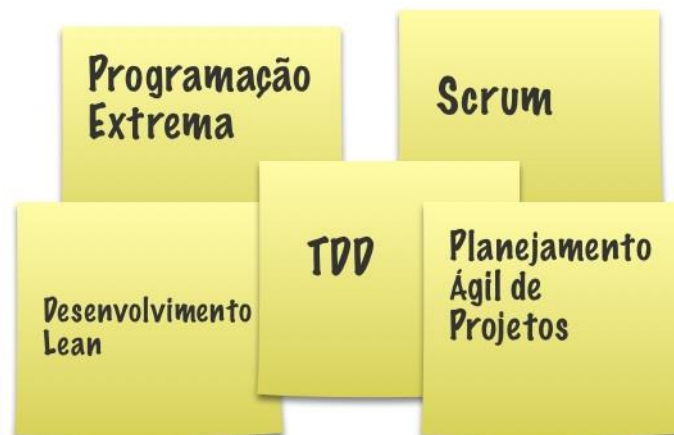 Programação
Extrema
Scrum
TDD
Planejamento
Ágil de
Projetos
Desenvolvimento
Lean